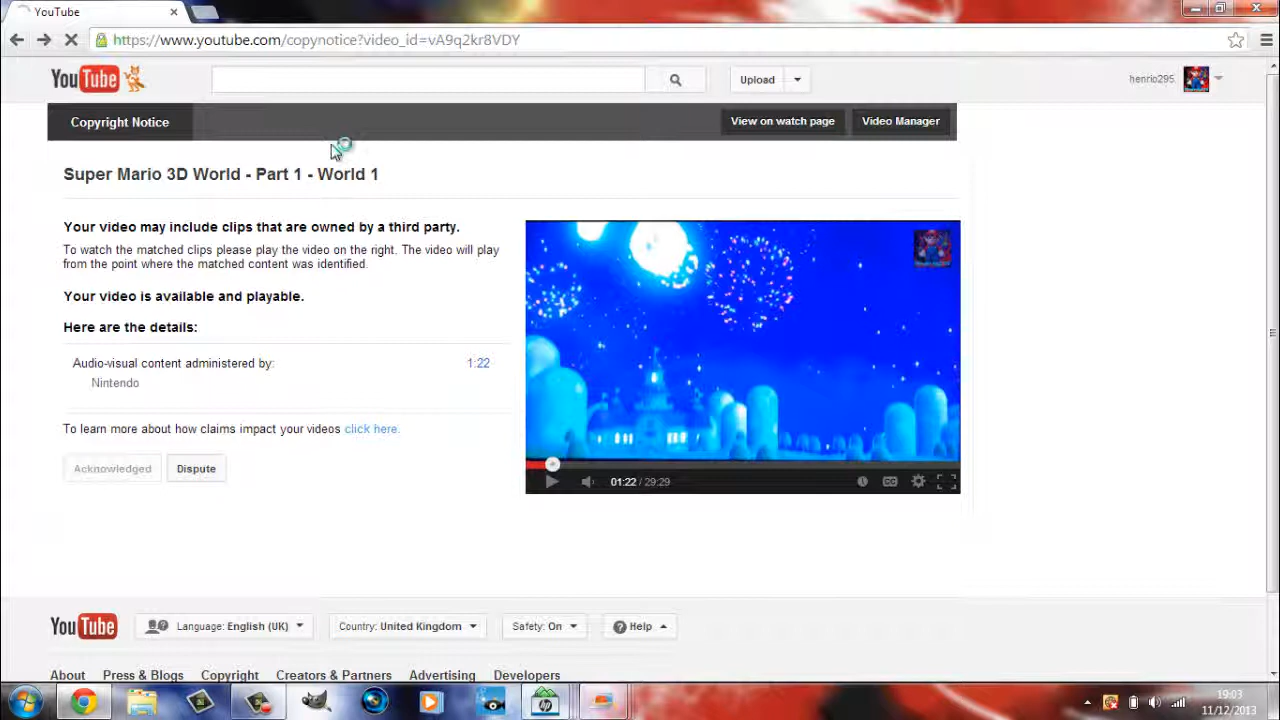 YouTube
https://www.youtube.com/copynotice?video_id=vA9q2kr8VDY
YouTube
Upload
henrio295
Copyright Notice
View on watch page
Video Manager
Super Mario 3D World - Part 1 - World 1
Your video may include clips that are owned by a third party.
To watch the matched clips please play the video on the right. The video will play
from the point where the matched content was identified.
Your video is available and playable.
Here are the details:
Audio-visual content administered by:
1:22
Nintendo
To learn more about how claims impact your videos click here.
Acknowledged
Dispute
01:22 / 29:29
CC
YouTube
Language: English (UK)
Country: United Kingdom
Safety: On
Help
About
Press & Blogs
Copyright
Creators & Partners
Advertising
Developers
hp
19:03
11/12/2013